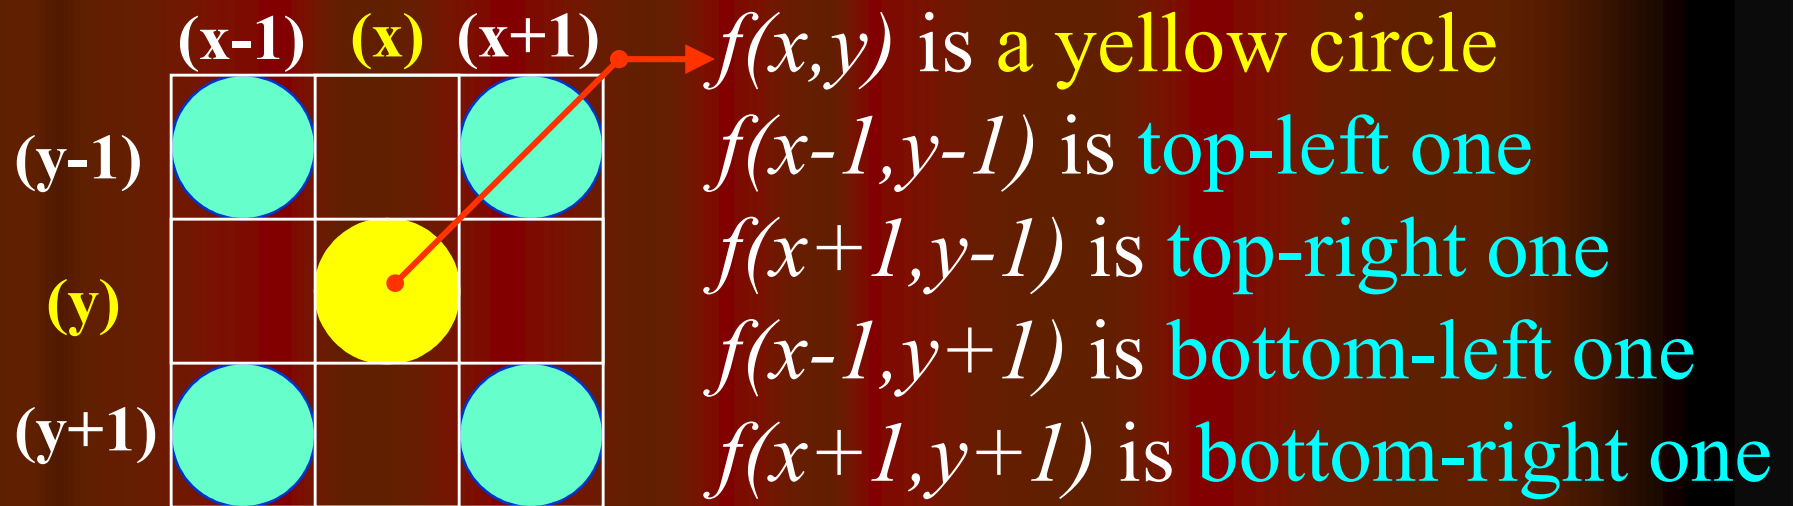 (x-1) (x) (x+1)
(y-1)
(y)
(y+1)
f(x,y) is a yellow circle
f(x-1,y-1) is top-left one
f(x+1,y-1) is top-right one
f(x-1,y+1) is bottom-left one
f(x+1,y+1) is bottom-right one